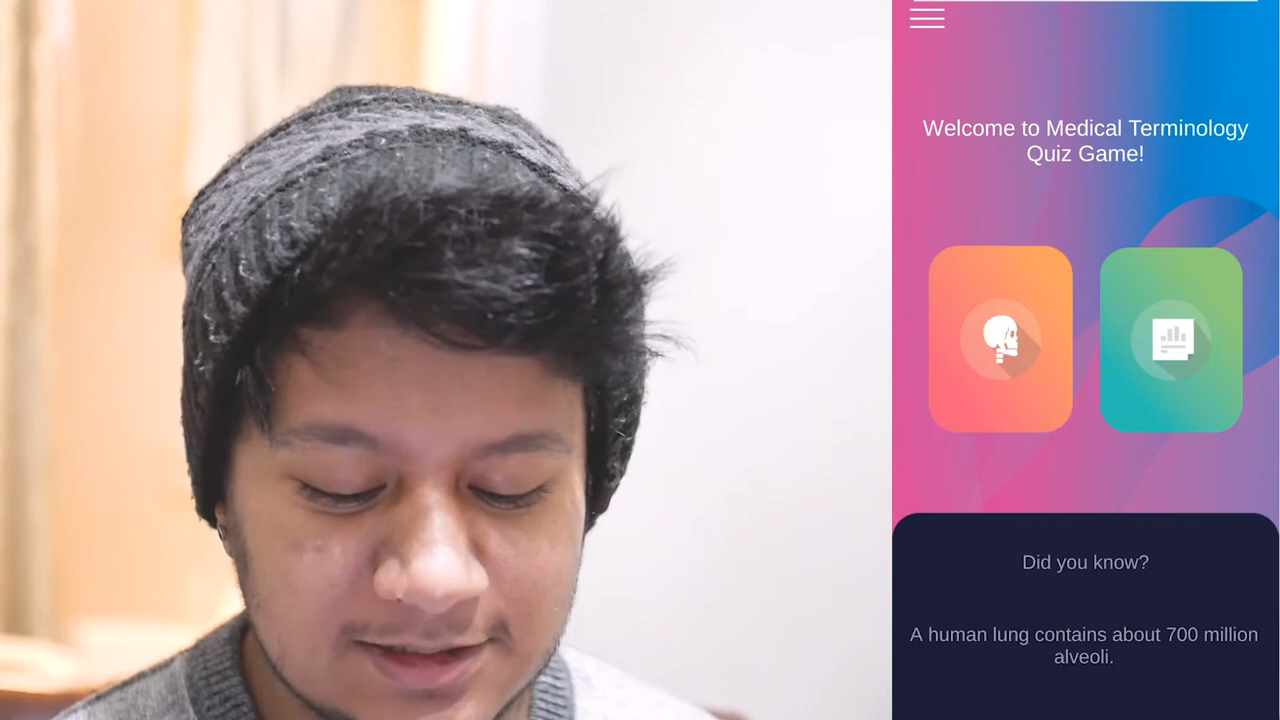 Welcome to Medical Terminology
Quiz Game!
Did you know?
A human lung contains about 700 million
alveoli.